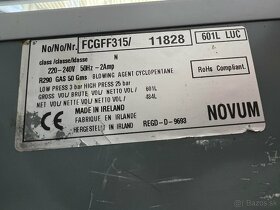 No/No/Nr. FCGFF315/ 11828 601L LUC
class /classe/klasse N
220-240V 50Hz -2Amp
R290 GAS 50 Gms BLOWING AGENT CYCLOPENTANE
LOW PRESS 3 bar HIGH PRESS 25 bar
GROSS VOL/BRUTE VOL/ BRUTTO VOL/ 601L
NET VOL/ NETTO VOL/ NETTO VOL/ 484L
RoHS Compliant.
MADE IN IRELAND
FABRIQUE EN IRLANDE
HERGESTELLT IN IRLAND REGD-D-9693
NOVUM
bazos.sk